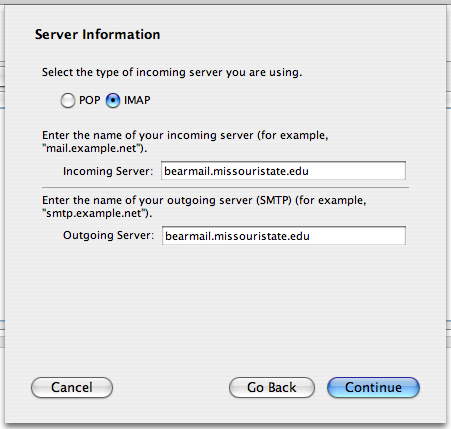 Server Information
Select the type of incoming server you are using.
POP IMAP
Enter the name of your incoming server (for example,
"mail.example.net").
Incoming Server: bearmail.missouristate.edu
Enter the name of your outgoing server (SMTP) (for example,
"smtp.example.net").
Outgoing Server: bearmail.missouristate.edu
Cancel Go Back Continue